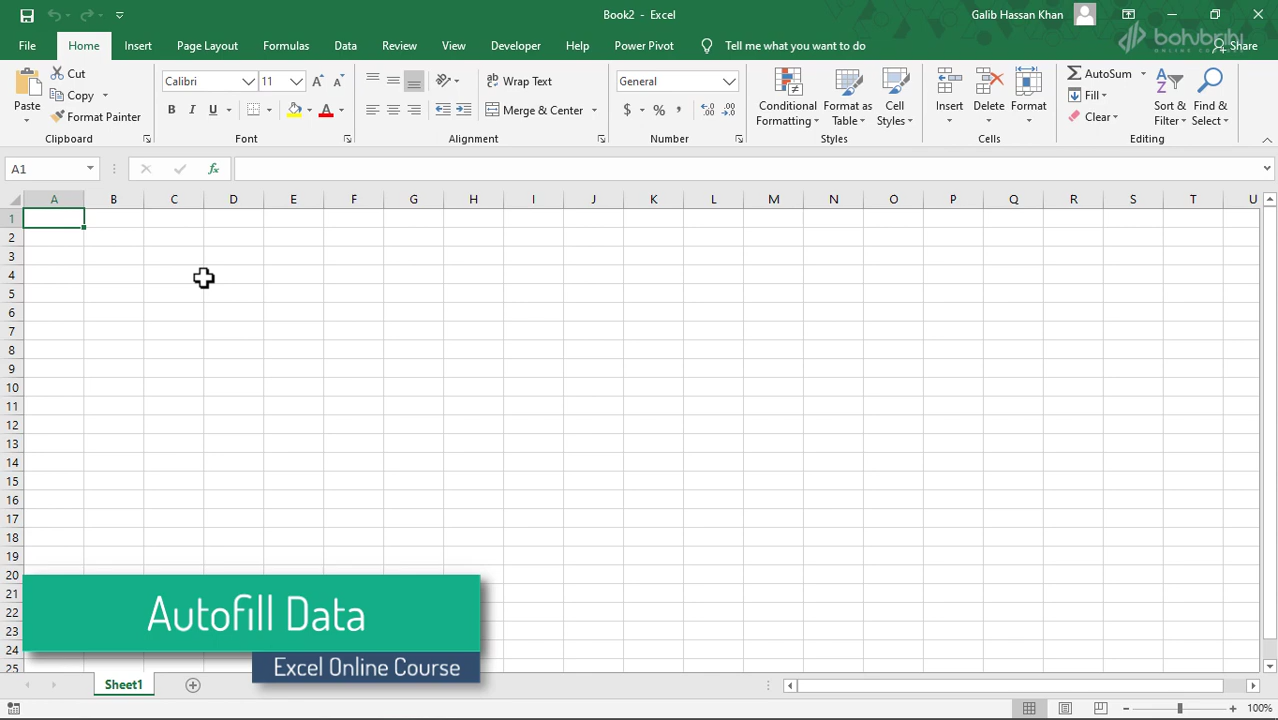 Book2 - Excel
Galib Hassan Khan
bohubrihi
File Home Insert Page Layout Formulas Data Review View Developer Help Power Pivot Tell me what you want to do Share
Paste
Cut
Copy
Format Painter
Clipboard
Calibri 11
B I U
Font
Wrap Text
Merge & Center
Alignment
General
$ % ,
Number
Conditional Formatting
Format as Table
Cell Styles
Styles
Insert Delete Format
Cells
AutoSum
Fill
Clear
Sort & Filter
Find & Select
Editing
A1
fx
A B C D E F G H I J K L M N O P Q R S T U
1
2
3
4
5
6
7
8
9
10
11
12
13
14
15
16
17
18
19
20
21
22
23
24
25
Autofill Data
Excel Online Course
Sheet1
100%